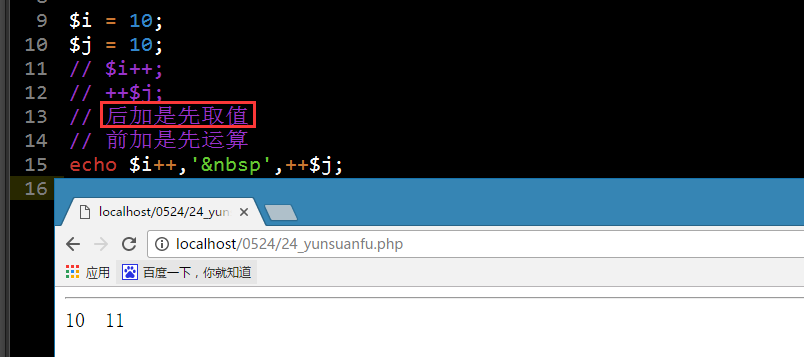 9 $i = 10;
10 $j = 10;
11 // $i++;
12 // ++$j;
13 // 后加是先取值
14 // 前加是先运算
15 echo $i++,'&nbsp',++$j;
16
localhost/0524/24_yun
localhost/0524/24_yunsuanfu.php
应用 百度一下，你就知道
10 11